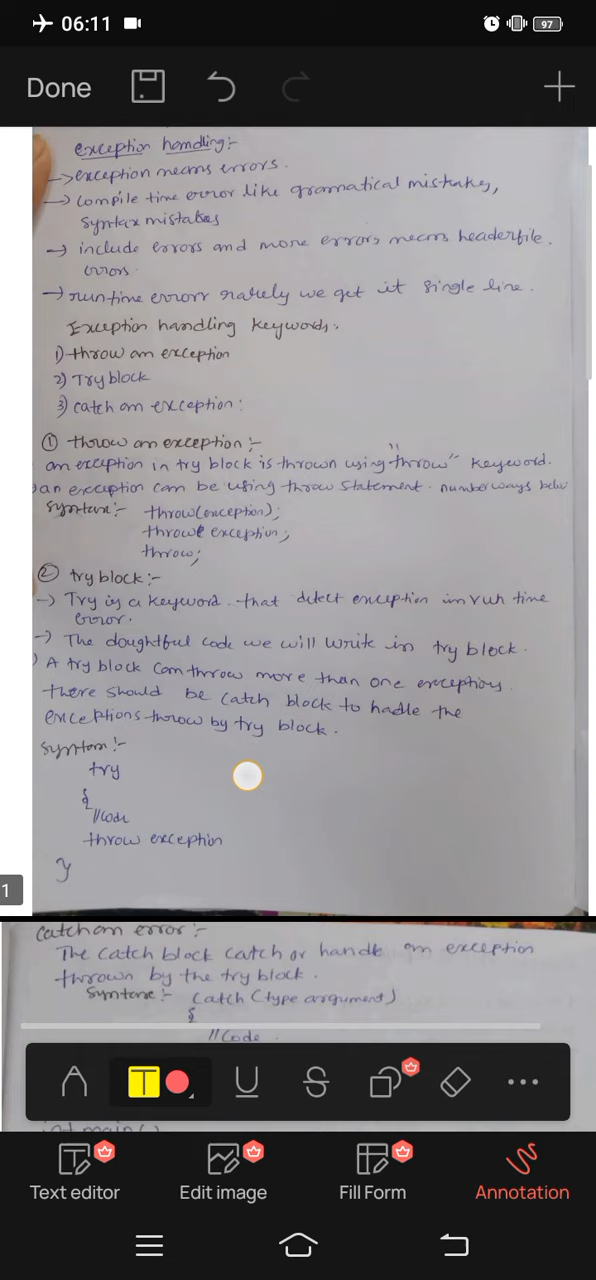 06:11
97
Done
exception handling:-
->exception means errors.
-> compile time error like gramatical mistakes,
syntax mistakes
-> include errors and more errors means headerfile.
errors.
->runtime errorr rarely we get it single line.
Exception handling keywords:
1) throw an exception
2) Try block
3) catch an exception:
① throw an exception :-
an exception in try block is thrown using "throw" keyword.
an exception can be using throw statement. number ways below
Syntax:- throw(exception);
throw exception;
throw;
② try block :-
-) Try is a keyword. that detect exception in run time
error.
-) The doughtful code we will write in try block.
) A try block can throw more than one exceptions.
there should be catch block to hadle the
exceptions throw by try block.
syntax :-
try
{
//code
throw exception
}
1
catch an error :-
The catch block catch or handle an exception
thrown by the try block.
Syntax :- catch (type argument)
{
//Code.
T
U
S
int main()
Text editor Edit image Fill Form Annotation